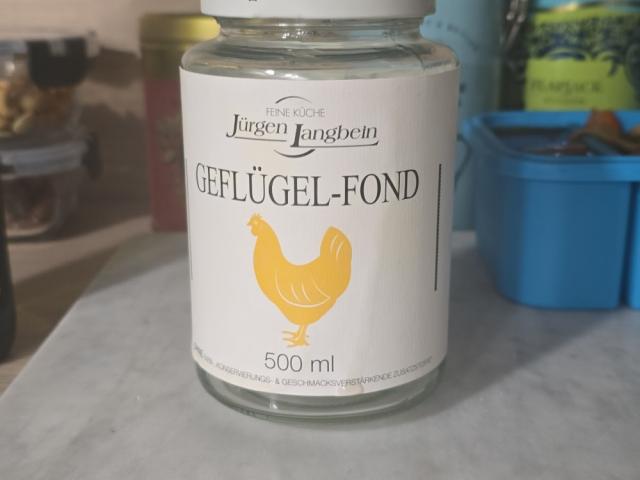 FEINE KÜCHE
Jürgen Langbein
GEFLÜGEL-FOND
500 ml
KONSERVIERUNGS- & GESCHMACKSVERSTÄRKENDE ZUSATZSTOFFE